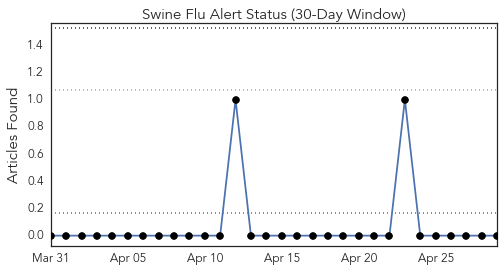 Swine Flu Alert Status (30-Day Window)
Articles Found
1.4
1.2
1.0
0.8
0.6
0.4
0.2
0.0
Mar 31 Apr 05 Apr 10 Apr 15 Apr 20 Apr 25